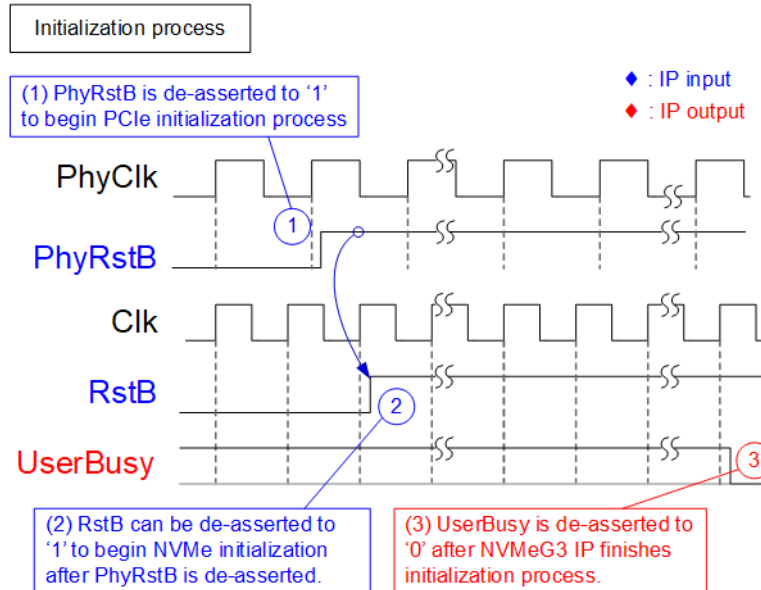 Initialization process
(1) PhyRstB is de-asserted to ‘1’
to begin PCIe initialization process
♦ : IP input
♦ : IP output
PhyClk
1
PhyRstB
Clk
RstB
2
UserBusy
3
(2) RstB can be de-asserted to
‘1’ to begin NVMe initialization
after PhyRstB is de-asserted.
(3) UserBusy is de-asserted to
‘0’ after NVMeG3 IP finishes
initialization process.